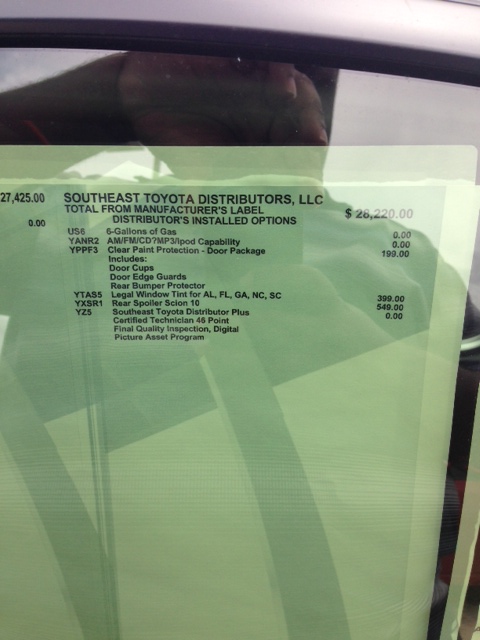 27,425.00 SOUTHEAST TOYOTA DISTRIBUTORS, LLC
TOTAL FROM MANUFACTURER'S LABEL $ 28,220.00
0.00 DISTRIBUTOR'S INSTALLED OPTIONS
US6 6-Gallons of Gas 0.00
YANR2 AM/FM/CD?MP3/Ipod Capability 0.00
YPPF3 Clear Paint Protection - Door Package 199.00
Includes:
Door Cups
Door Edge Guards
Rear Bumper Protector
YTAS5 Legal Window Tint for AL, FL, GA, NC, SC 399.00
YXSR1 Rear Spoiler Scion 10 549.00
YZ5 Southeast Toyota Distributor Plus 0.00
Certified Technician 46 Point
Final Quality Inspection, Digital
Picture Asset Program